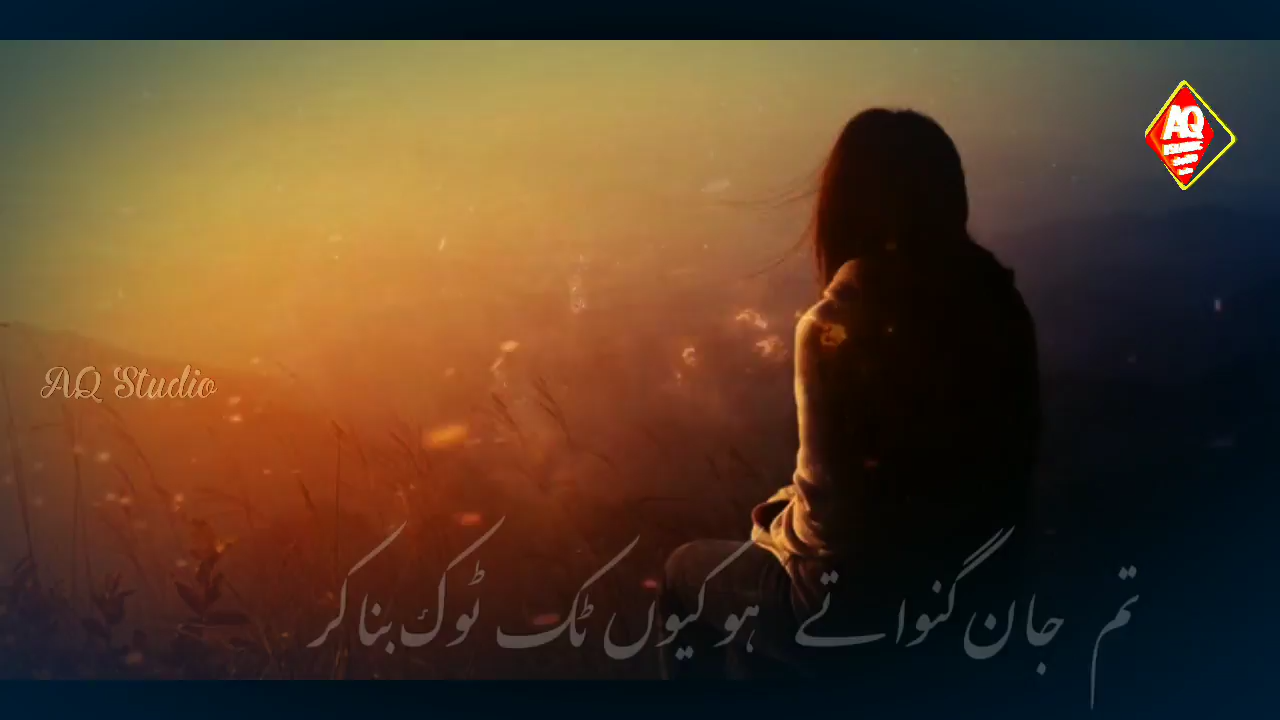 AQ
AQ Studio
تم جان گنواتے ہو کیوں ٹک ٹوک بنا کر